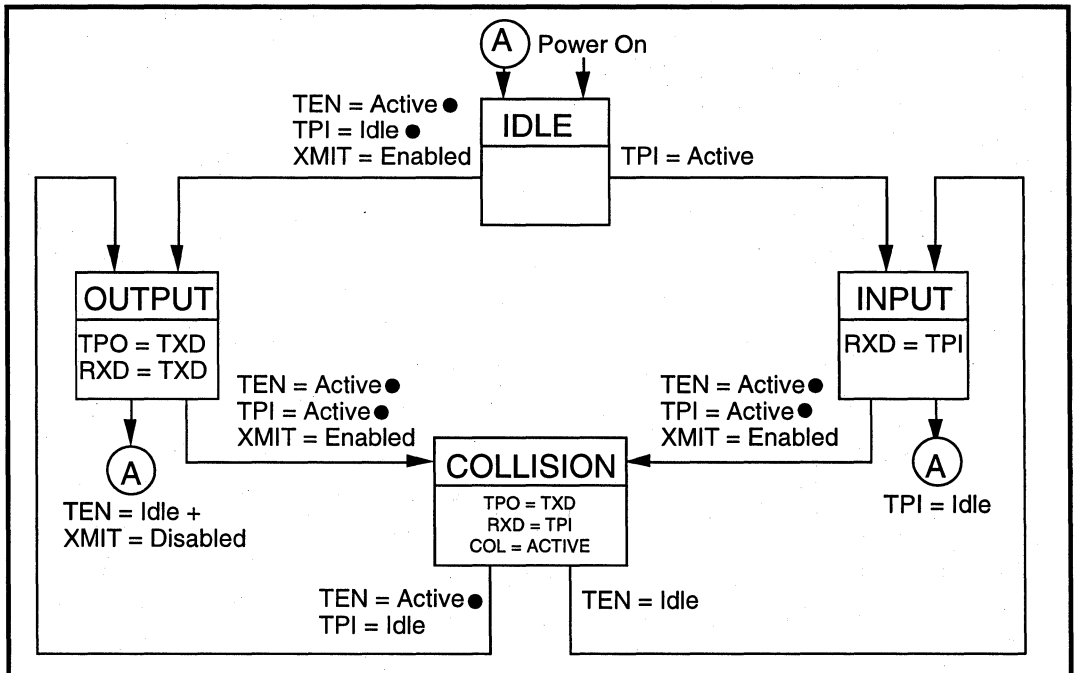 A Power On
TEN = Active ●
TPI = Idle ●
XMIT = Enabled
IDLE
TPI = Active
OUTPUT
TPO = TXD
RXD = TXD
INPUT
RXD = TPI
TEN = Active ●
TPI = Active ●
XMIT = Enabled
TEN = Active ●
TPI = Active ●
XMIT = Enabled
A
TEN = Idle +
XMIT = Disabled
COLLISION
TPO = TXD
RXD = TPI
COL = ACTIVE
A
TPI = Idle
TEN = Active ●
TPI = Idle
TEN = Idle